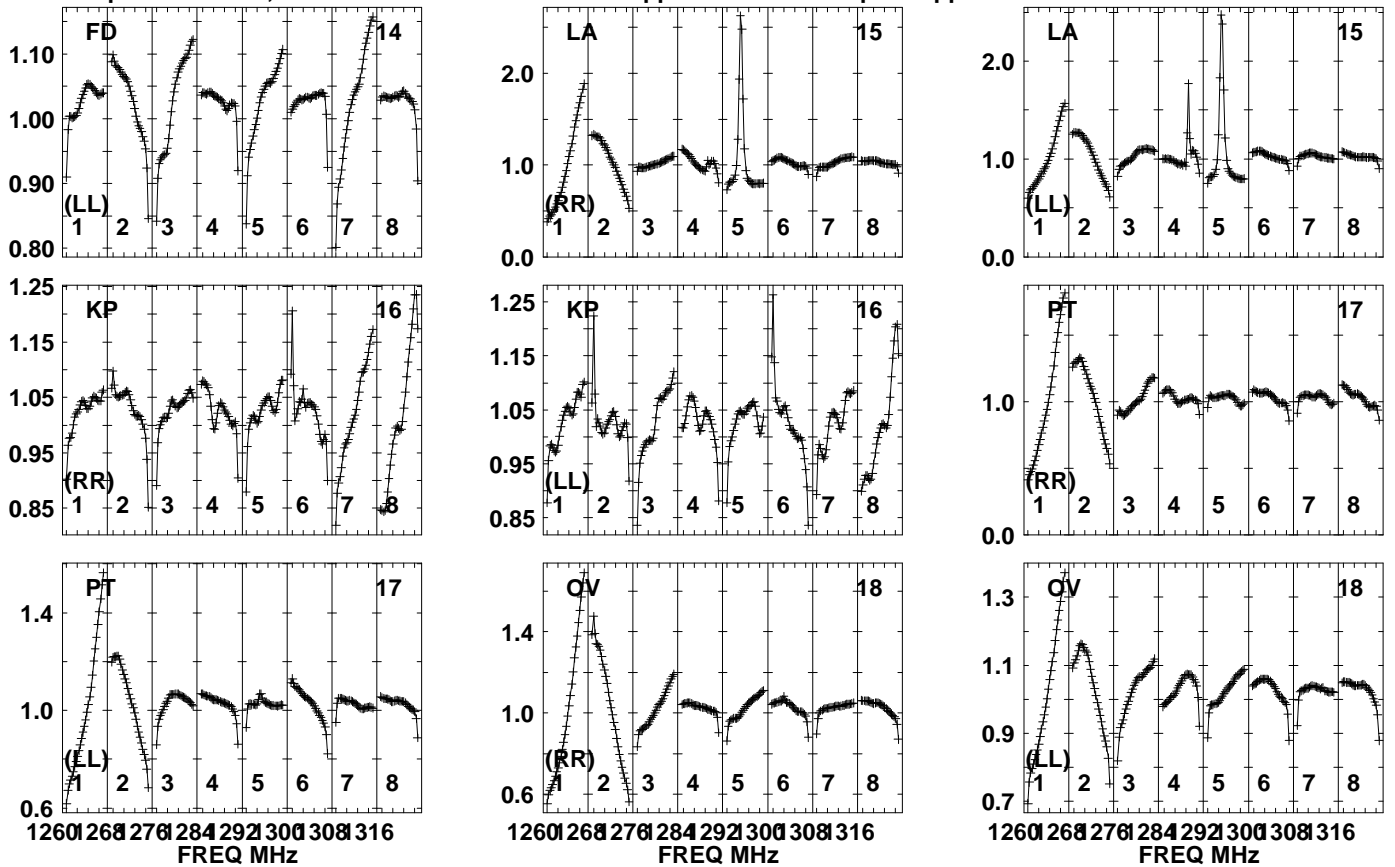 FD 14
1.10
1.00
0.90
0.80
(LL)
1 2 3 4 5 6 7 8
LA 15
2.0
1.0
0.0
(RR)
1 2 3 4 5 6 7 8
LA 15
2.0
1.0
0.0
(LL)
1 2 3 4 5 6 7 8
KP 16
1.25
1.15
1.05
0.95
0.85
(RR)
1 2 3 4 5 6 7 8
KP 16
1.25
1.15
1.05
0.95
0.85
(LL)
1 2 3 4 5 6 7 8
PT 17
1.0
0.0
(RR)
1 2 3 4 5 6 7 8
PT 17
1.4
1.0
0.6
(LL)
1 2 3 4 5 6 7 8
OV 18
1.4
1.0
0.6
(RR)
1 2 3 4 5 6 7 8
OV 18
1.3
1.1
0.9
0.7
(LL)
1 2 3 4 5 6 7 8
1260 1268 1276 1284 1292 1300 1308 1316
FREQ MHz
1260 1268 1276 1284 1292 1300 1308 1316
FREQ MHz
1260 1268 1276 1284 1292 1300 1308 1316
FREQ MHz